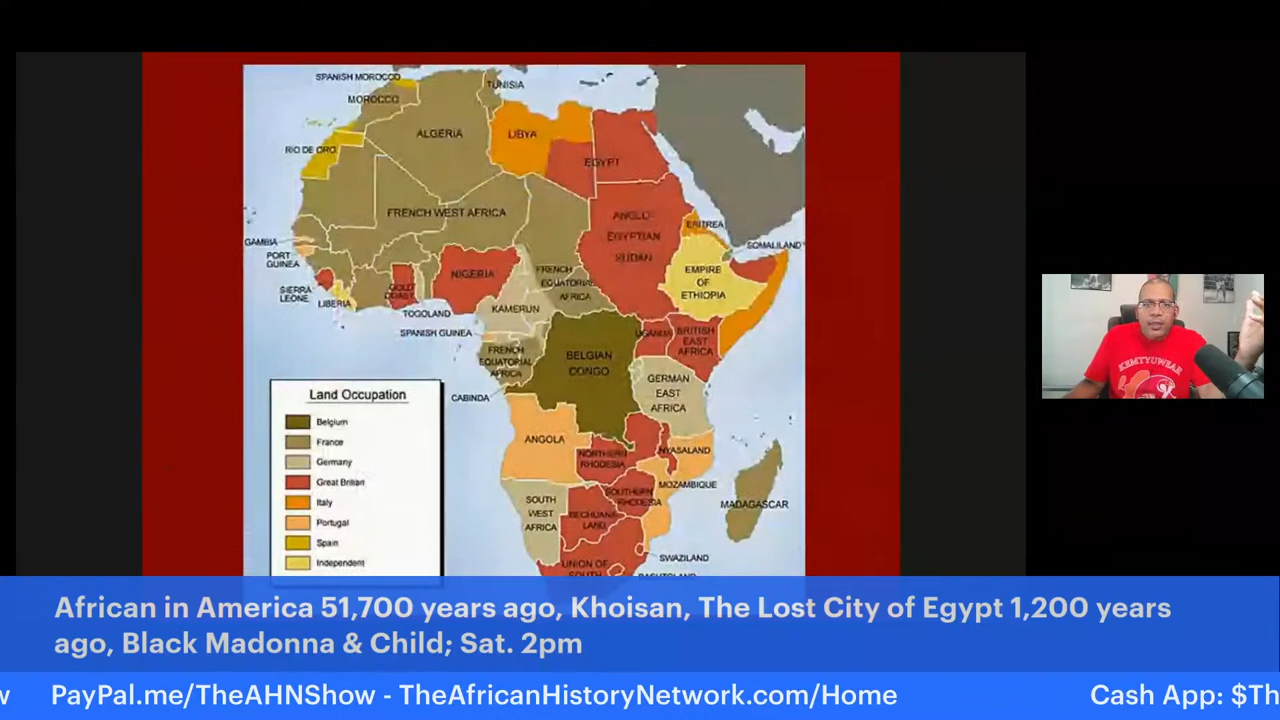 SPANISH MOROCCO
TUNISIA
MOROCCO
ALGERIA
LIBYA
RIO DE ORO
EGYPT
FRENCH WEST AFRICA
ANGLO
EGYPTIAN
SUDAN
ERITREA
GAMBIA
SOMALILAND
PORT
GUINEA
NIGERIA
FRENCH
EQUATORIAL
AFRICA
EMPIRE
OF
ETHIOPIA
SIERRA
LEONE
LIBERIA
GOLD
COAST
TOGOLAND
KAMERUN
SPANISH GUINEA
UGANDA
BRITISH
EAST
AFRICA
FRENCH
EQUATORIAL
AFRICA
BELGIAN
CONGO
GERMAN
EAST
AFRICA
CABINDA
Land Occupation
Belgium
France
Germany
Great Britian
Italy
Portugal
Spain
Independent
ANGOLA
NORTHERN
RHODESIA
NYASALAND
MOZAMBIQUE
SOUTHERN
RHODESIA
MADAGASCAR
SOUTH
WEST
AFRICA
BECHUANA-
LAND
SWAZILAND
UNION OF
KEMTYUWEAR
African in America 51,700 years ago, Khoisan, The Lost City of Egypt 1,200 years
ago, Black Madonna & Child; Sat. 2pm
w PayPal.me/TheAHNShow - TheAfricanHistoryNetwork.com/Home Cash App: $Th